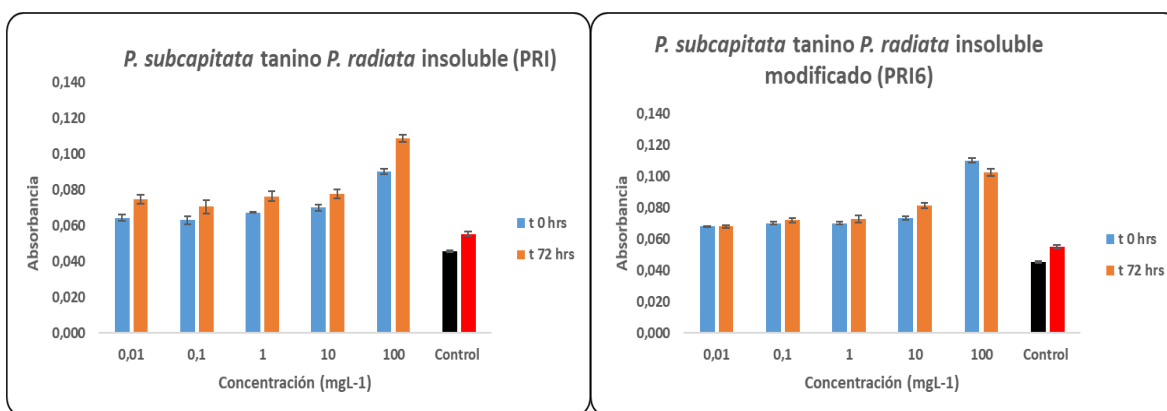 P. subcapitata tanino P. radiata insoluble (PRI)
0,140
0,120
0,100
0,080
0,060
0,040
0,020
0,000
Absorbancia
0,01 0,1 1 10 100 Control
Concentración (mgL-1)
t 0 hrs
t 72 hrs
P. subcapitata tanino P. radiata insoluble
modificado (PRI6)
0,140
0,120
0,100
0,080
0,060
0,040
0,020
0,000
Absorbancia
0,01 0,1 1 10 100 Control
Concentración (mgL-1)
t 0 hrs
t 72 hrs